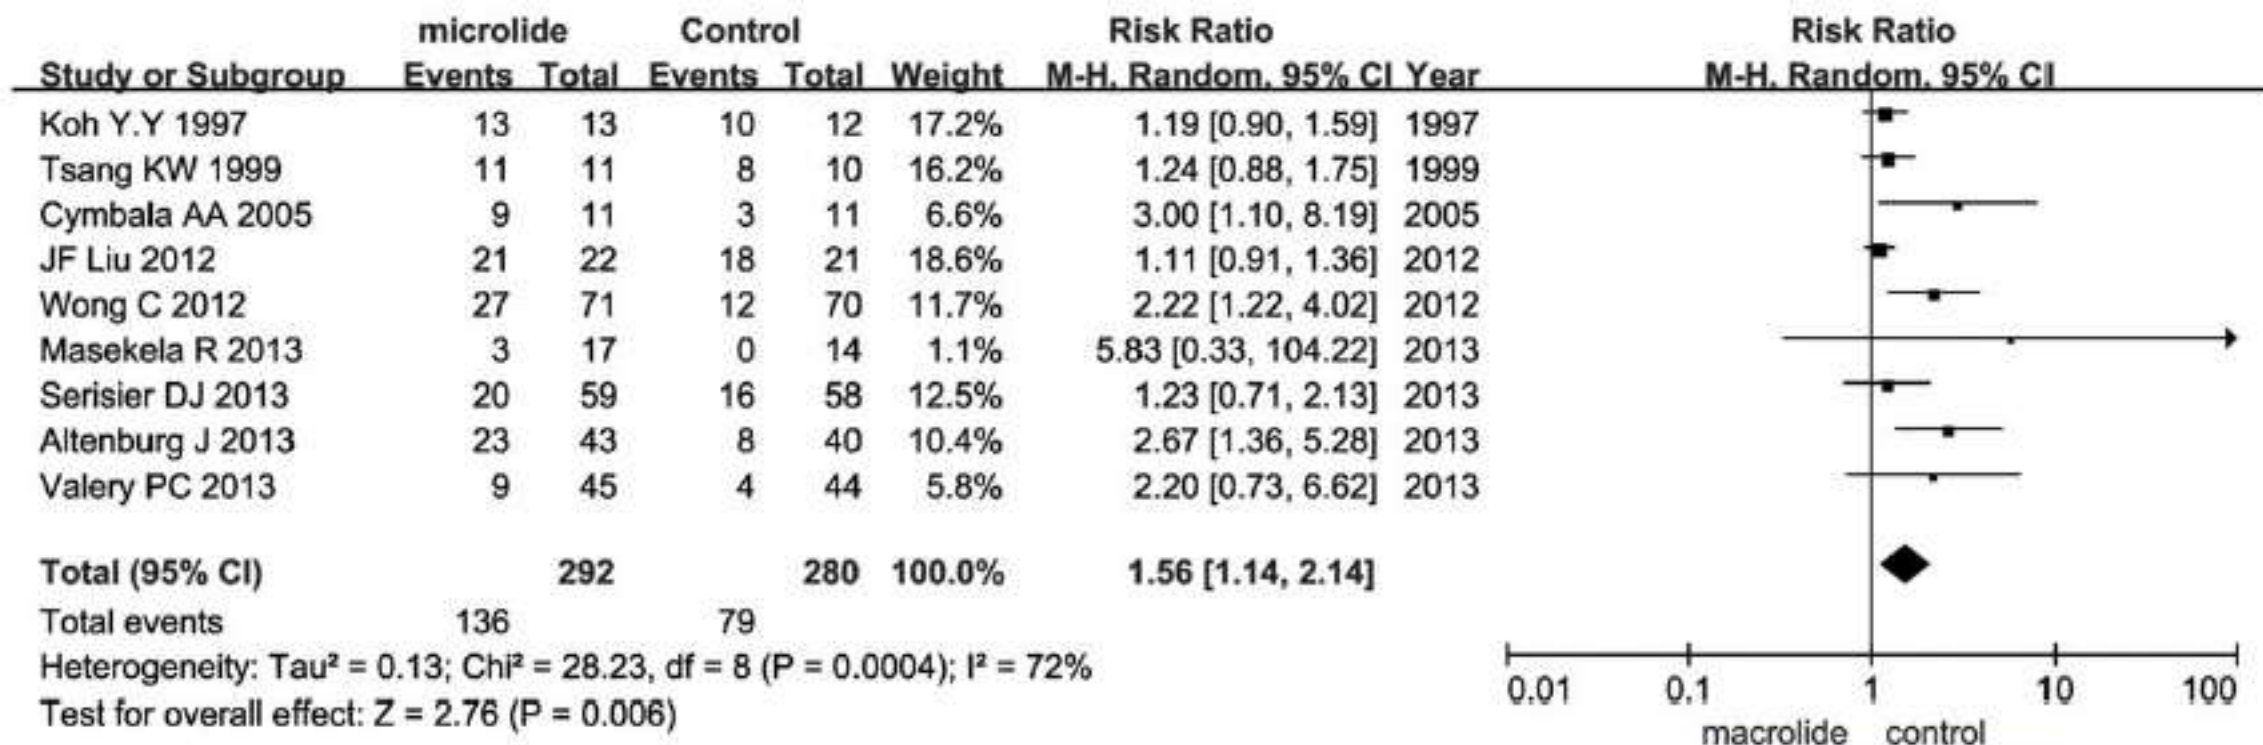 microlide Control Risk Ratio Risk Ratio
Study or Subgroup Events Total Events Total Weight M-H, Random, 95% CI Year M-H, Random, 95% CI
Koh Y.Y 1997 13 13 10 12 17.2% 1.19 [0.90, 1.59] 1997
Tsang KW 1999 11 11 8 10 16.2% 1.24 [0.88, 1.75] 1999
Cymbala AA 2005 9 11 3 11 6.6% 3.00 [1.10, 8.19] 2005
JF Liu 2012 21 22 18 21 18.6% 1.11 [0.91, 1.36] 2012
Wong C 2012 27 71 12 70 11.7% 2.22 [1.22, 4.02] 2012
Masekela R 2013 3 17 0 14 1.1% 5.83 [0.33, 104.22] 2013
Serisier DJ 2013 20 59 16 58 12.5% 1.23 [0.71, 2.13] 2013
Altenburg J 2013 23 43 8 40 10.4% 2.67 [1.36, 5.28] 2013
Valery PC 2013 9 45 4 44 5.8% 2.20 [0.73, 6.62] 2013
Total (95% CI) 292 280 100.0% 1.56 [1.14, 2.14]
Total events 136 79
Heterogeneity: Tau² = 0.13; Chi² = 28.23, df = 8 (P = 0.0004); I² = 72%
Test for overall effect: Z = 2.76 (P = 0.006)
0.01 0.1 1 10 100
macrolide control